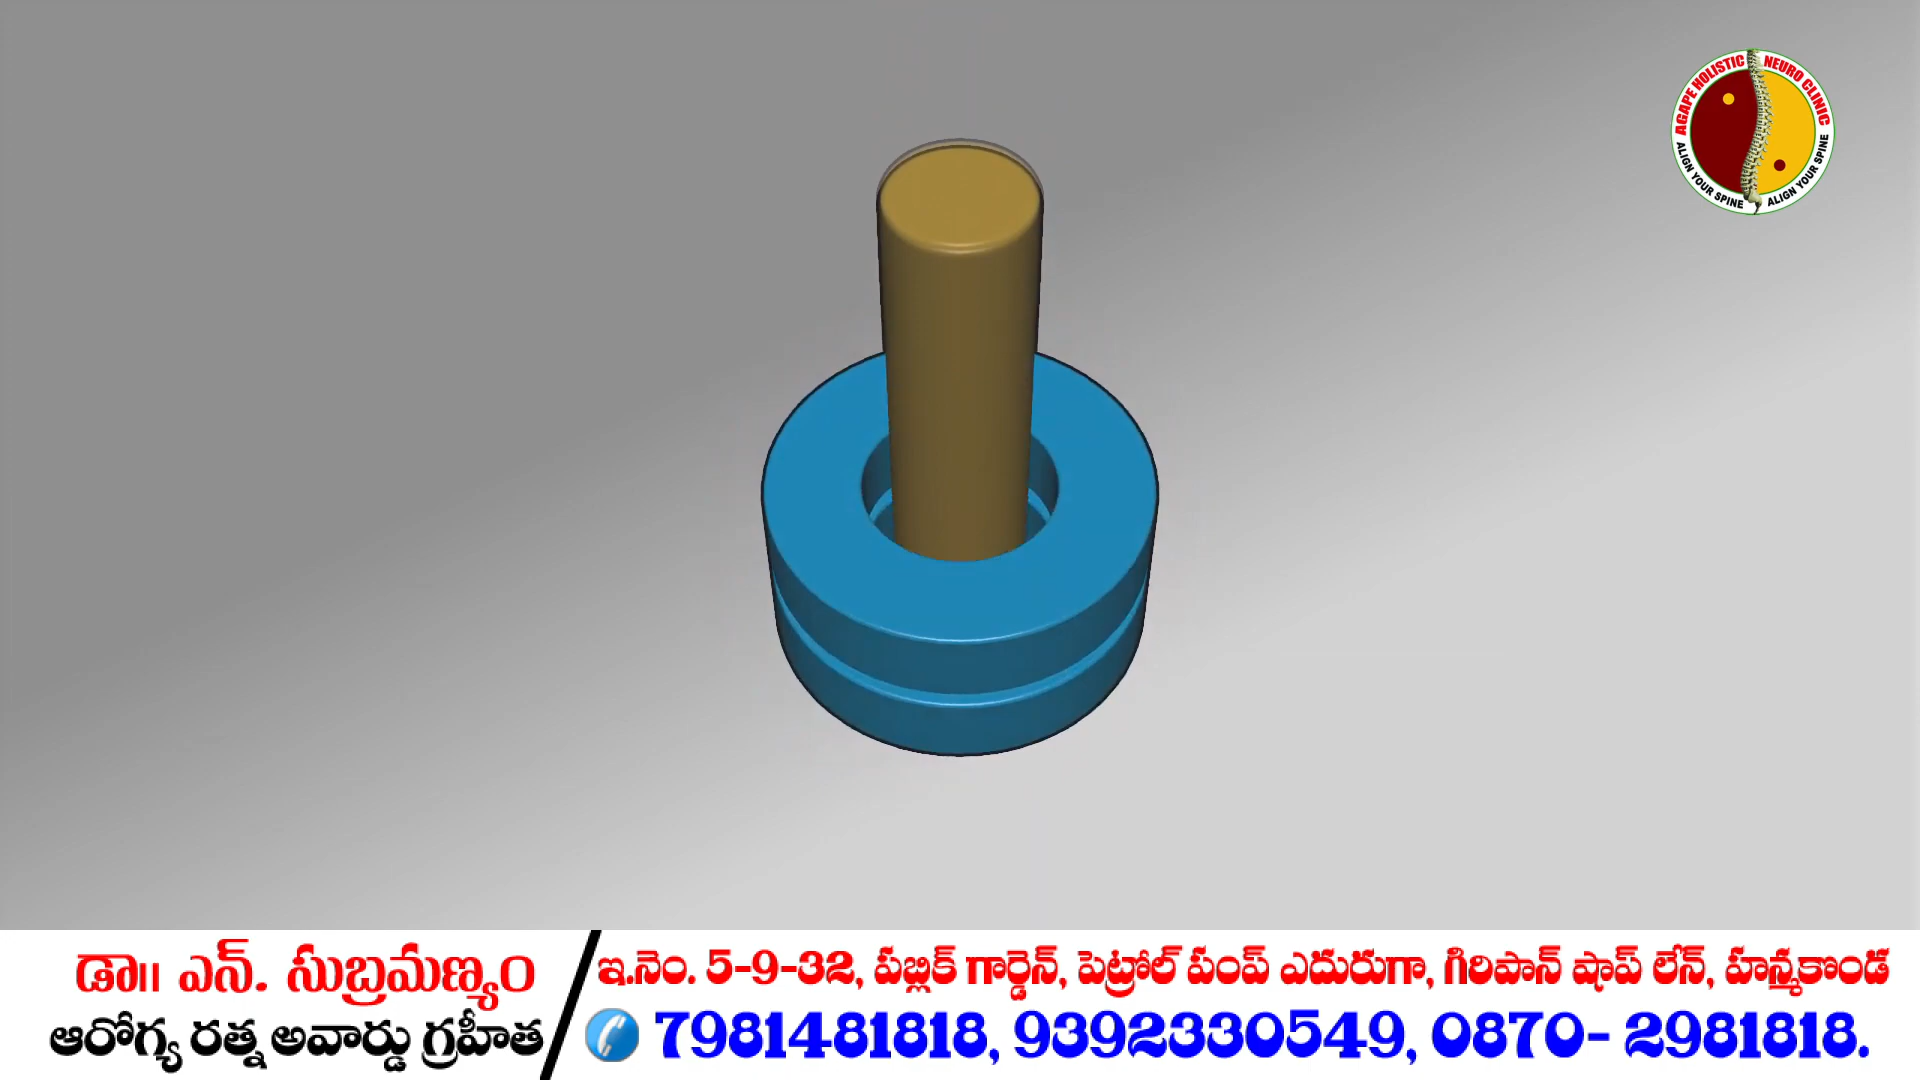 AGAPE HOLISTIC NEURO CLINIC
ALIGN YOUR SPINE
ALIGN YOUR SPINE
డా|| ఎన్. సుబ్రమణ్యం
ఆరోగ్య రత్న అవార్డు గ్రహీత
ఇ.నెం. 5-9-32, పబ్లిక్ గార్డెన్, పెట్రోల్ పంప్ ఎదురుగా, గిరిపాన్ షాప్ లేన్, హన్మకొండ
7981481818, 9392330549, 0870- 2981818.